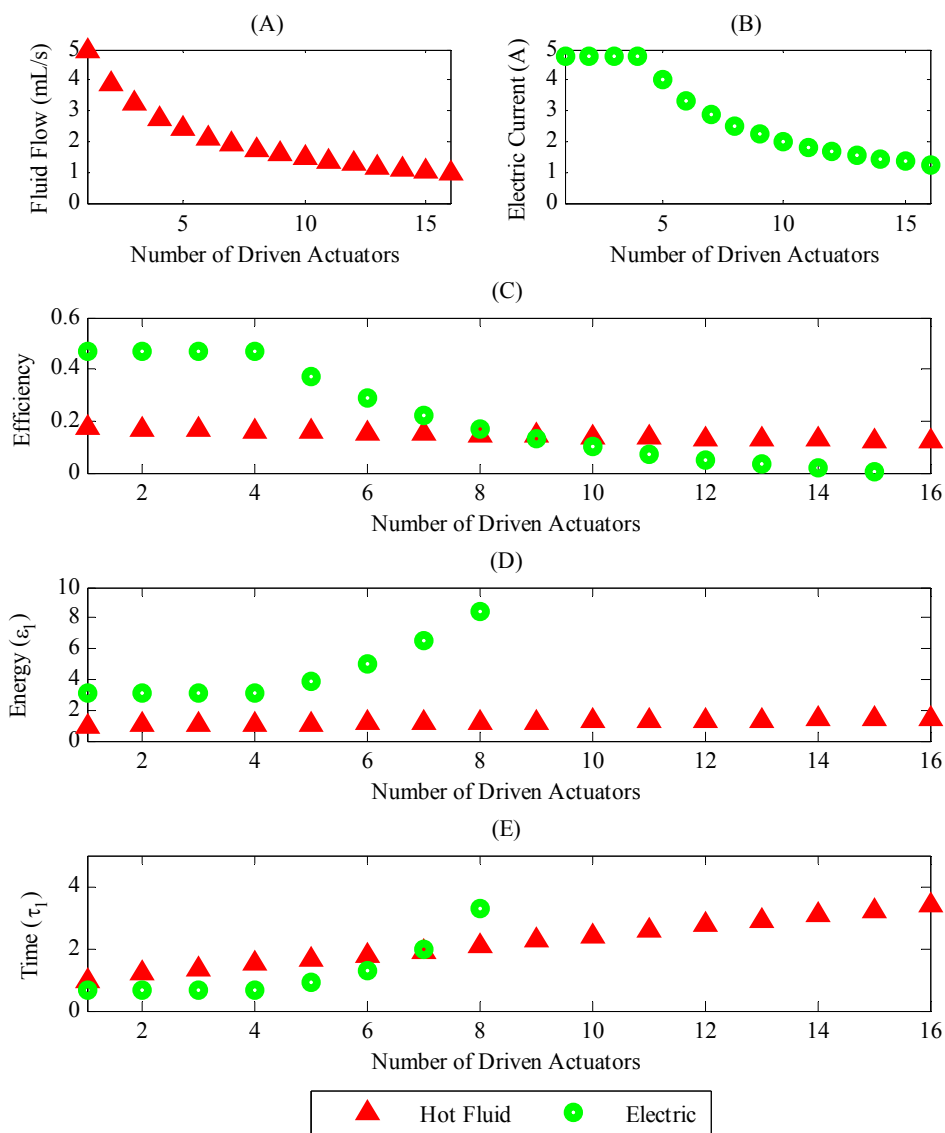 (A)
Fluid Flow (mL/s)
5
4
3
2
1
0
5 10 15
Number of Driven Actuators
(B)
Electric Current (A)
5
4
3
2
1
0
5 10 15
Number of Driven Actuators
(C)
Efficiency
0.6
0.4
0.2
0
2 4 6 8 10 12 14 16
Number of Driven Actuators
(D)
Energy (ε₁)
10
8
6
4
2
0
2 4 6 8 10 12 14 16
Number of Driven Actuators
(E)
Time (τ₁)
4
2
0
2 4 6 8 10 12 14 16
Number of Driven Actuators
Hot Fluid
Electric